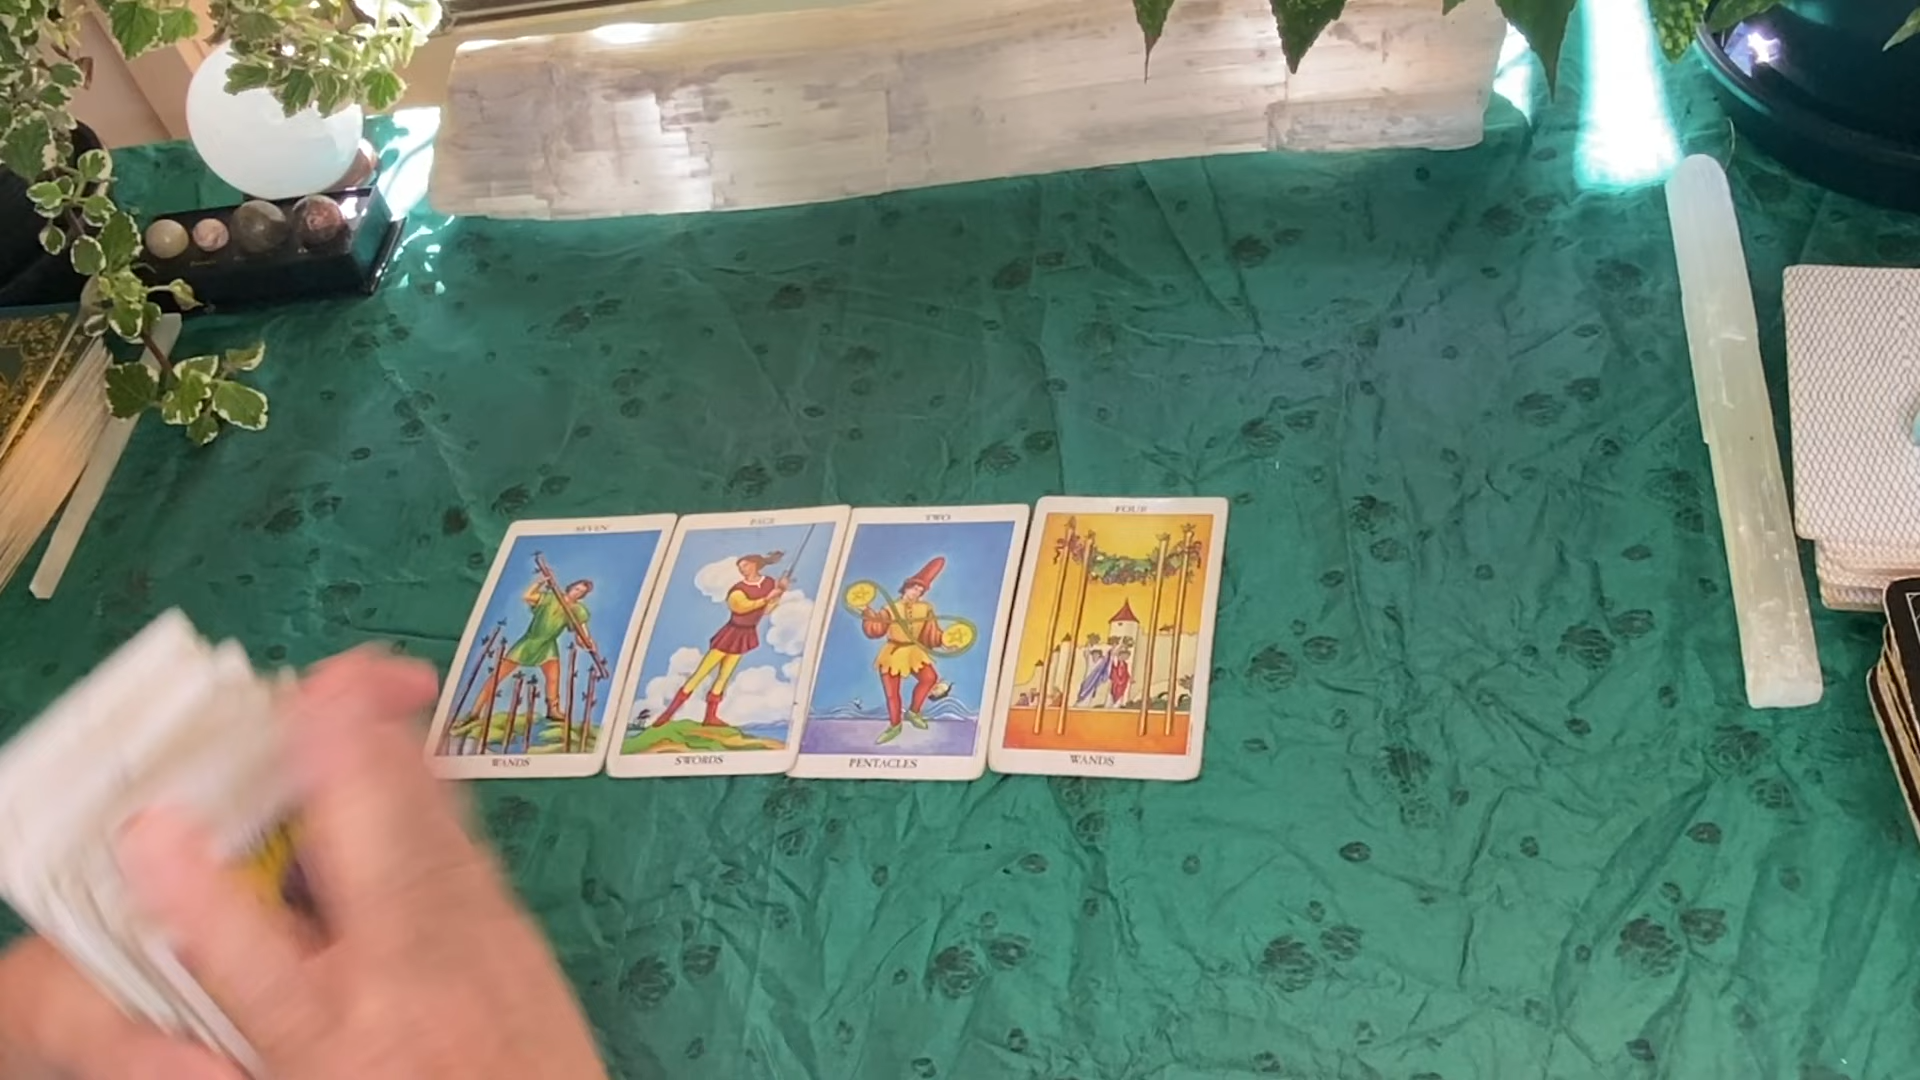 SEVEN
PAGE
TWO
FOUR
WANDS
SWORDS
PENTACLES
WANDS